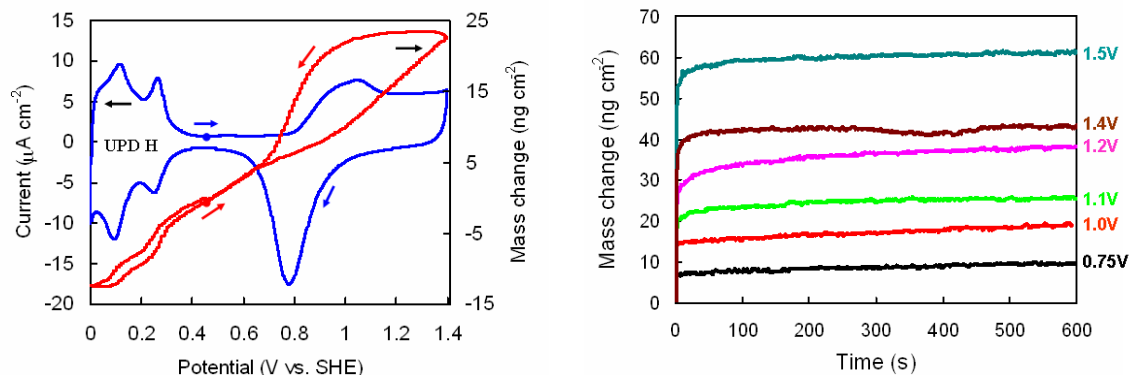 Current (µA cm⁻²)
15
10
5
0
-5
-10
-15
-20
UPD H
0 0.2 0.4 0.6 0.8 1 1.2 1.4
Potential (V vs. SHE)
25
15
5
-5
-15
Mass change (ng cm⁻²)
Mass change (ng cm⁻²)
70
60
50
40
30
20
10
0
1.5V
1.4V
1.2V
1.1V
1.0V
0.75V
0 100 200 300 400 500 600
Time (s)